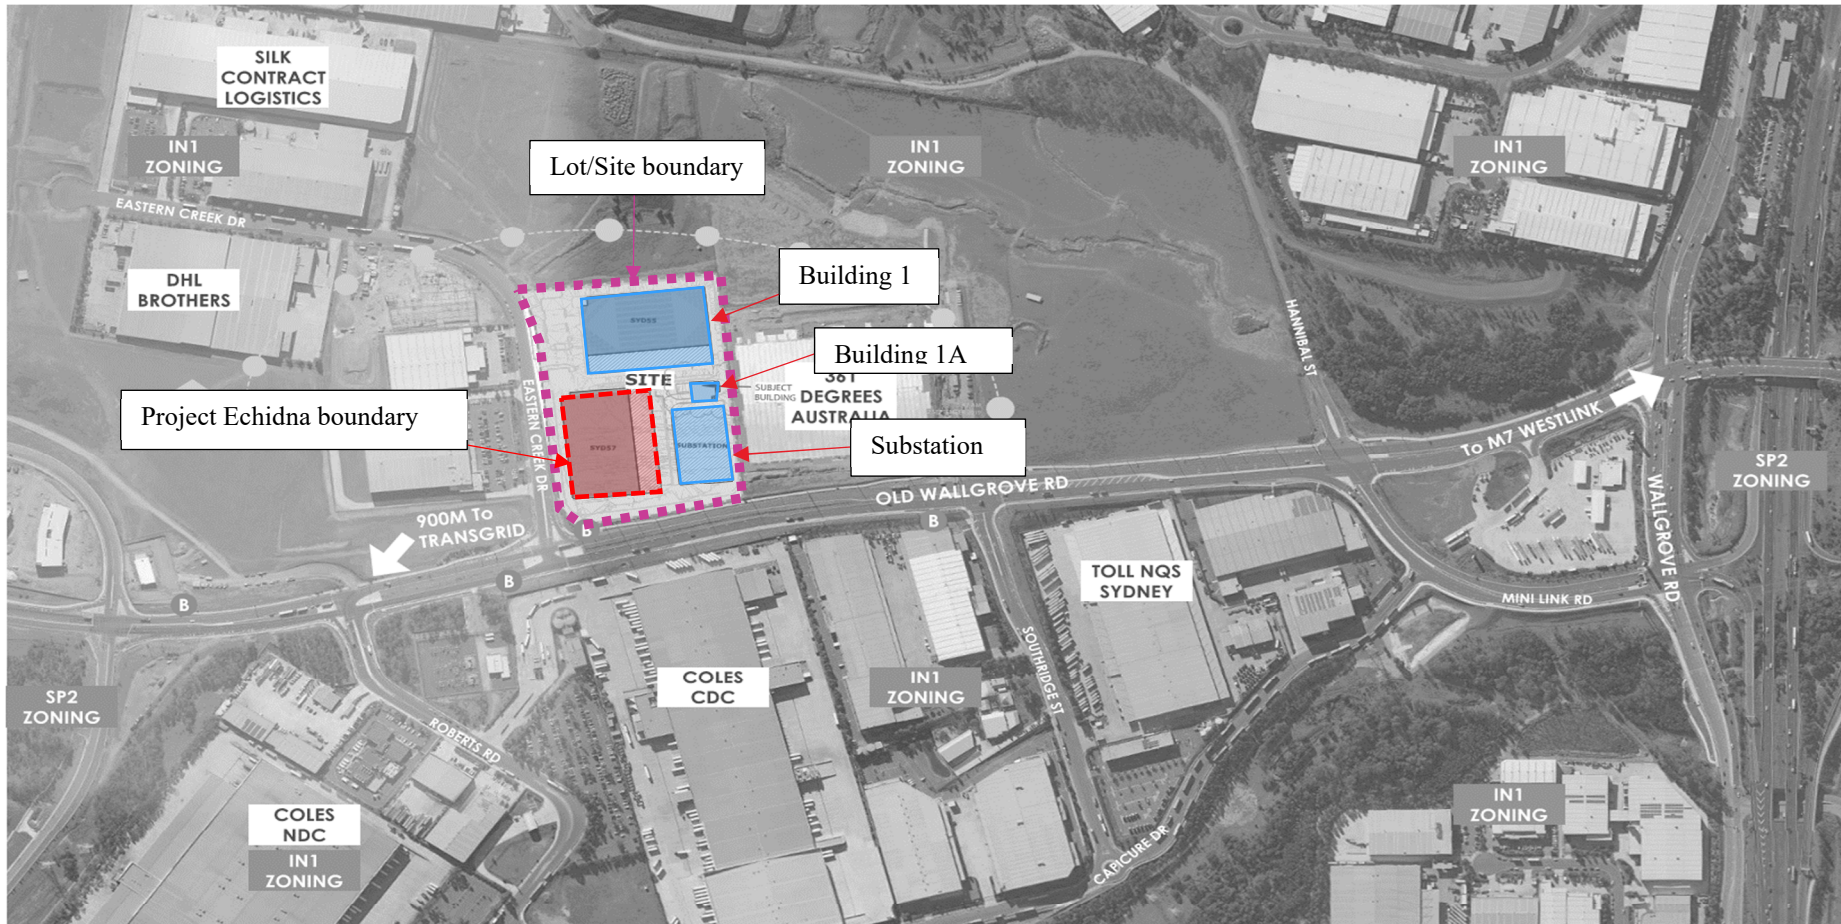 SILK
CONTRACT
LOGISTICS
IN1
ZONING
Lot/Site boundary
IN1
ZONING
IN1
ZONING
EASTERN CREEK DR
DHL
BROTHERS
Building 1
SYD55
HANNIBAL ST
Building 1A
SITE
SUBJECT
BUILDING
361
DEGREES
AUSTRALIA
EASTERN CREEK DR
Project Echidna boundary
SYD57
SUBSTATION
Substation
To M7 WESTLINK
SP2
ZONING
WALLGROVE RD
OLD WALLGROVE RD
900M To
TRANSGRID
B
B
B
B
TOLL NQS
SYDNEY
MINI LINK RD
SOUTHRIDGE ST
COLES
CDC
IN1
ZONING
SP2
ZONING
ROBERTS RD
CAPICURE DR
IN1
ZONING
COLES
NDC
IN1
ZONING